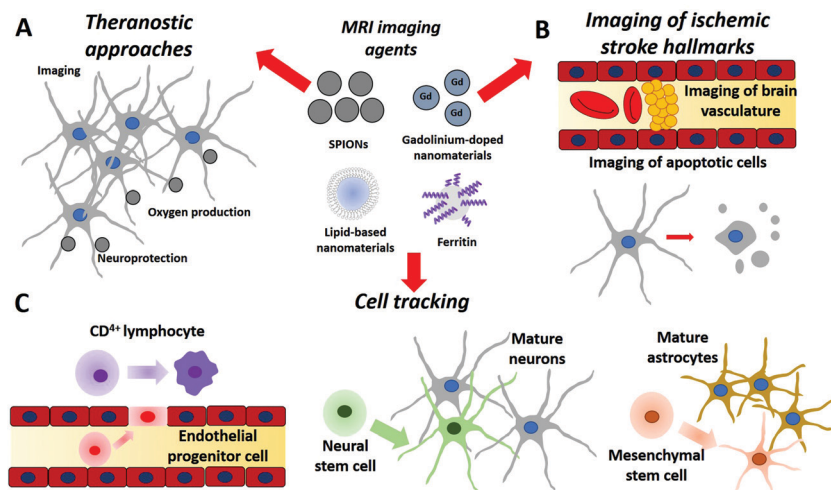 A
Theranostic
approaches
Imaging
Oxygen production
Neuroprotection
MRI imaging
agents
SPIONs
Gd
Gd
Gd
Gadolinium-doped
nanomaterials
Lipid-based
nanomaterials
Ferritin
B
Imaging of ischemic
stroke hallmarks
Imaging of brain
vasculature
Imaging of apoptotic cells
C
Cell tracking
CD⁴⁺ lymphocyte
Endothelial
progenitor cell
Neural
stem cell
Mature
neurons
Mature
astrocytes
Mesenchymal
stem cell